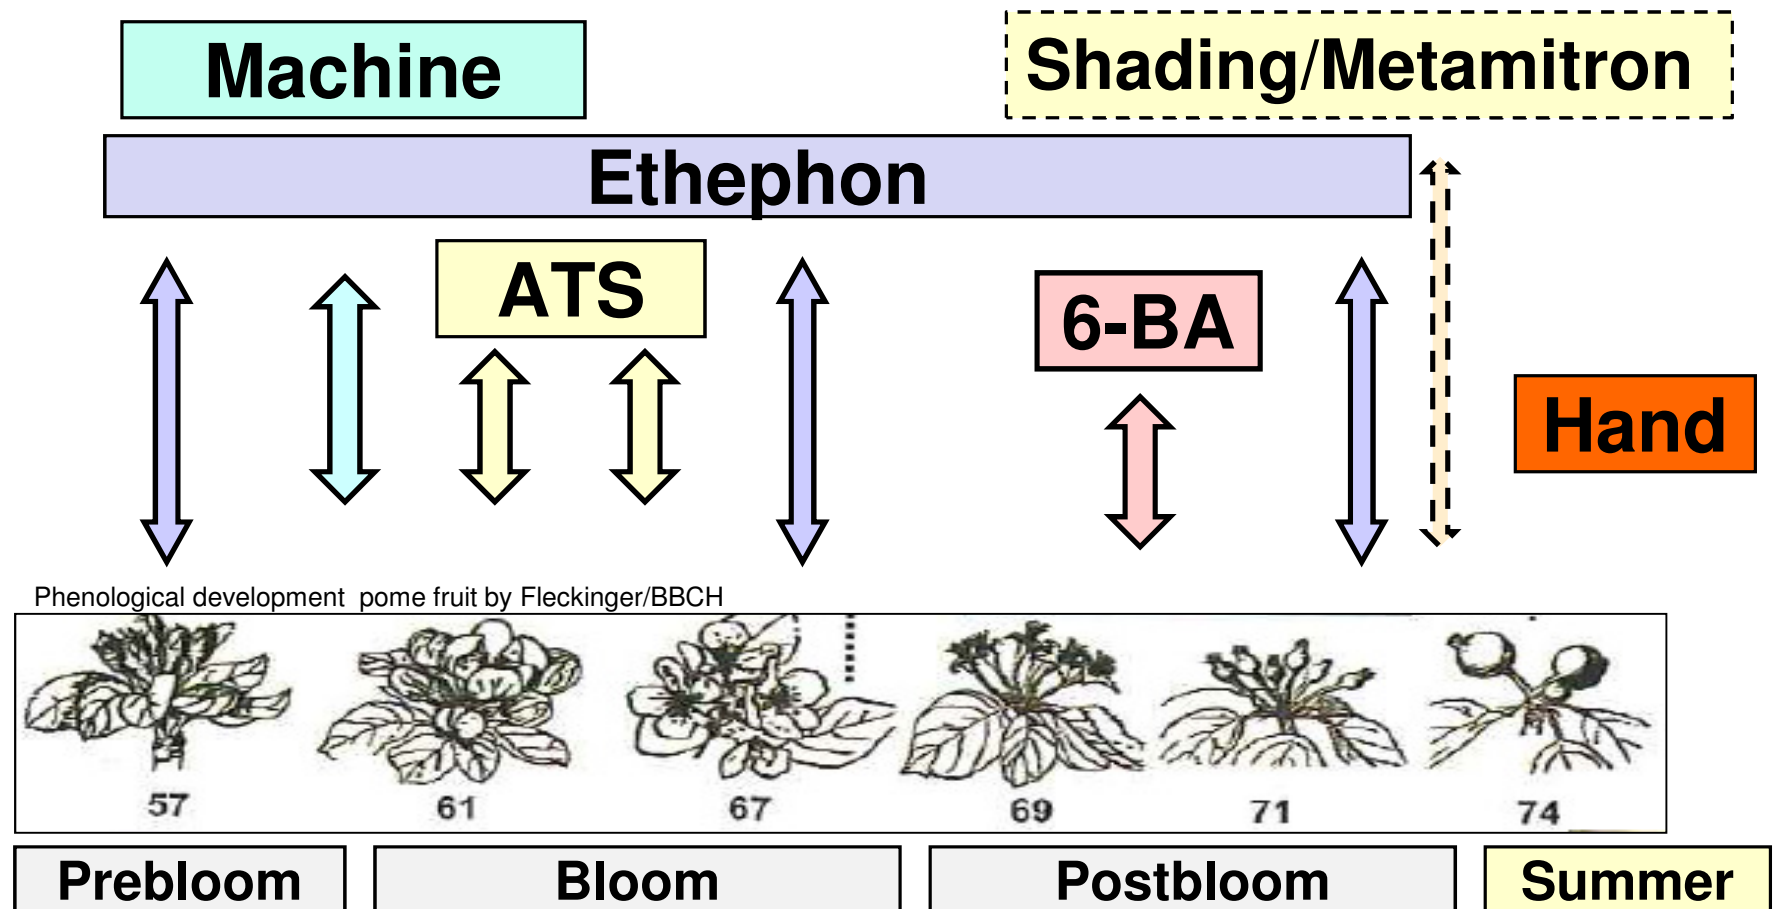 Machine
Shading/Metamitron
Ethephon
ATS
6-BA
Hand
Phenological development pome fruit by Fleckinger/BBCH
57 61 67 69 71 74
Prebloom Bloom Postbloom Summer